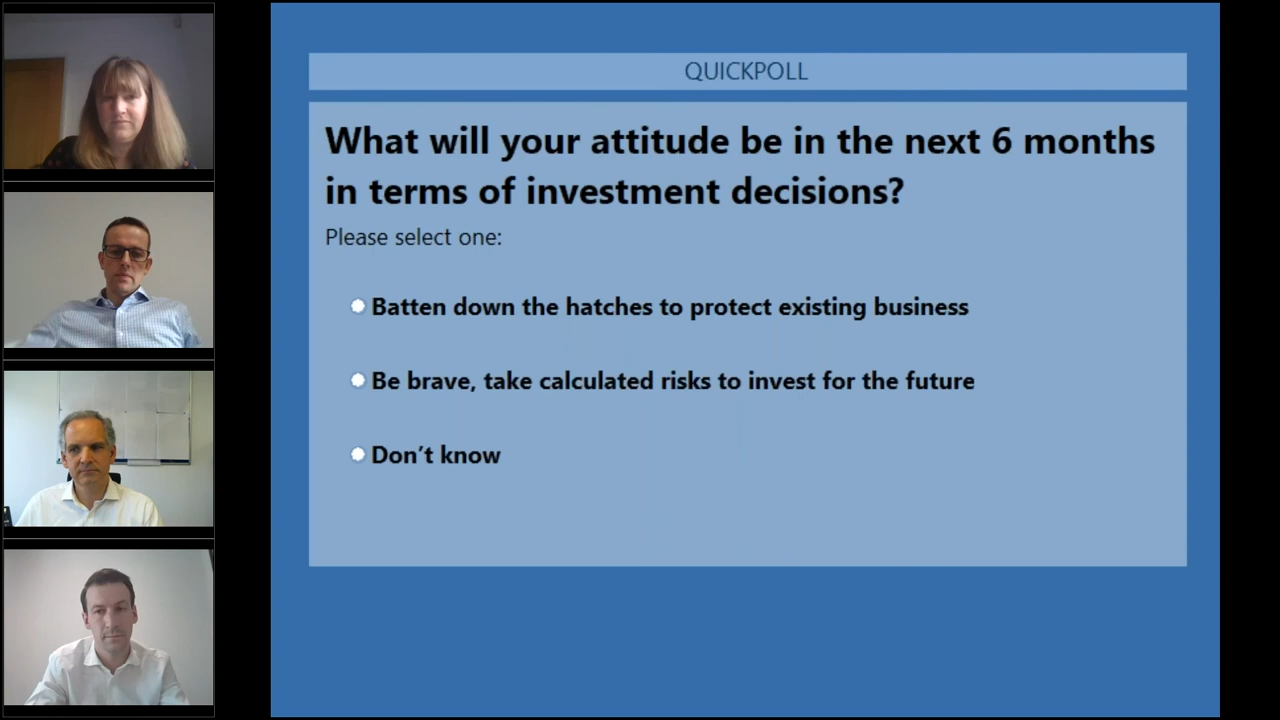 QUICKPOLL
What will your attitude be in the next 6 months
in terms of investment decisions?
Please select one:
Batten down the hatches to protect existing business
Be brave, take calculated risks to invest for the future
Don’t know